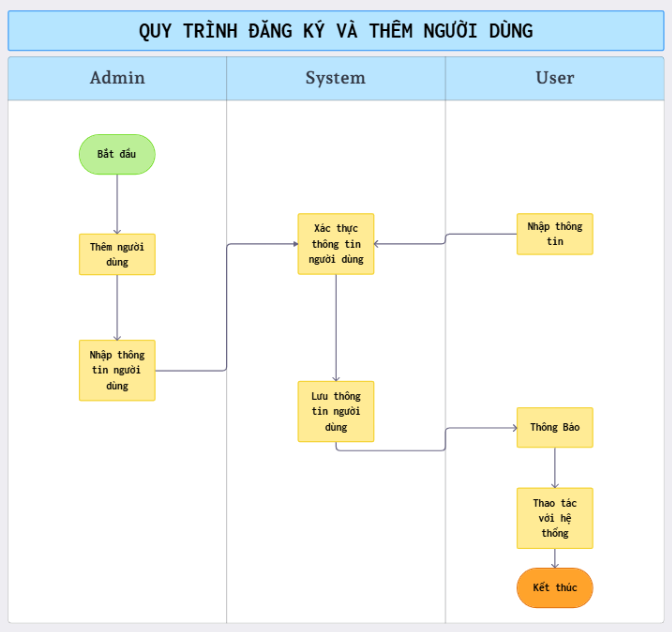 QUY TRÌNH ĐĂNG KÝ VÀ THÊM NGƯỜI DÙNG
Admin
System
User
Bắt đầu
Thêm người
dùng
Nhập thông
tin người
dùng
Xác thực
thông tin
người dùng
Lưu thông
tin người
dùng
Nhập thông
tin
Thông Báo
Thao tác
với hệ
thống
Kết thúc